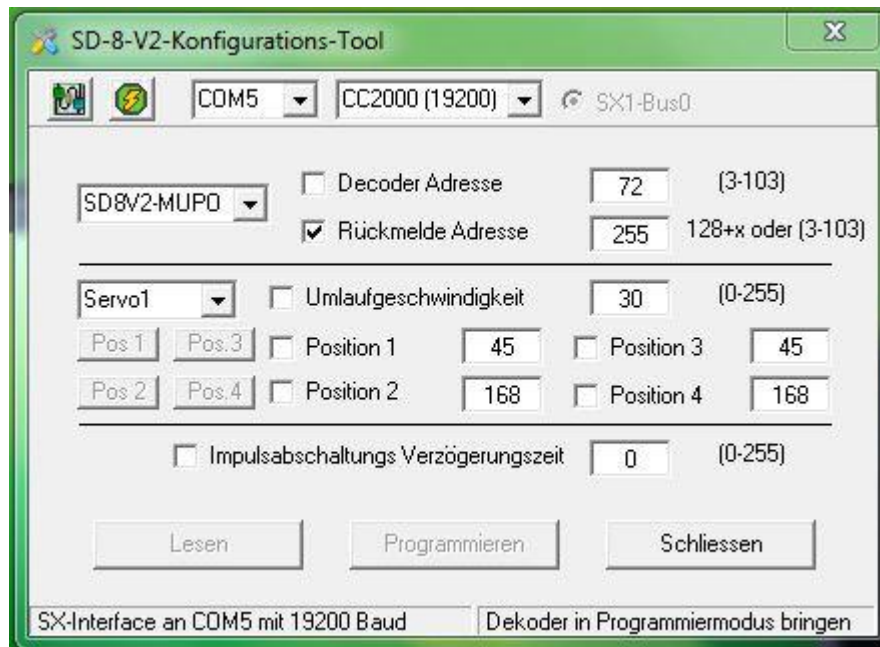 SD-8-V2-Konfigurations-Tool
COM5 CC2000 (19200) SX1-Bus0
SD8V2-MUPO Decoder Adresse 72 (3-103)
Rückmelde Adresse 255 128+x oder (3-103)
Servo1 Umlaufgeschwindigkeit 30 (0-255)
Pos 1 Pos.3 Position 1 45 Position 3 45
Pos 2 Pos.4 Position 2 168 Position 4 168
Impulsabschaltungs Verzögerungszeit 0 (0-255)
Lesen Programmieren Schliessen
SX-Interface an COM5 mit 19200 Baud Dekoder in Programmiermodus bringen